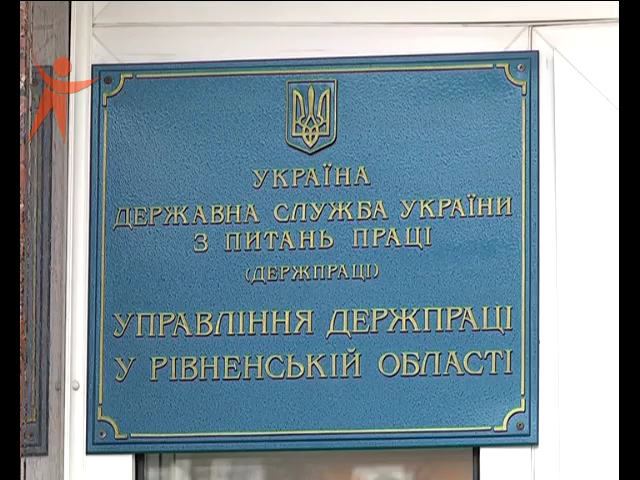 УКРАЇНА
ДЕРЖАВНА СЛУЖБА УКРАЇНИ
З ПИТАНЬ ПРАЦІ
(ДЕРЖПРАЦІ)
УПРАВЛІННЯ ДЕРЖПРАЦІ
У РІВНЕНСЬКІЙ ОБЛАСТІ